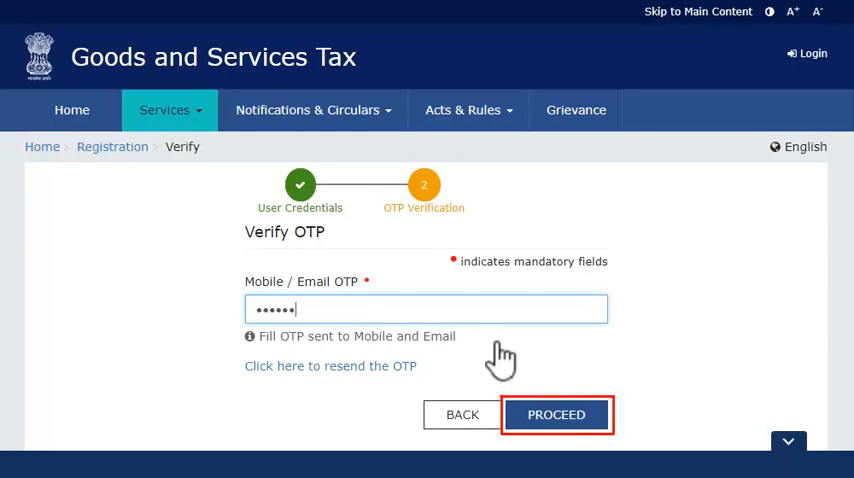 Skip to Main Content A+ A-
Goods and Services Tax
Login
Home Services Notifications & Circulars Acts & Rules Grievance
Home Registration Verify English
2
User Credentials OTP Verification
Verify OTP
• indicates mandatory fields
Mobile / Email OTP •
••••••
Fill OTP sent to Mobile and Email
Click here to resend the OTP
BACK PROCEED